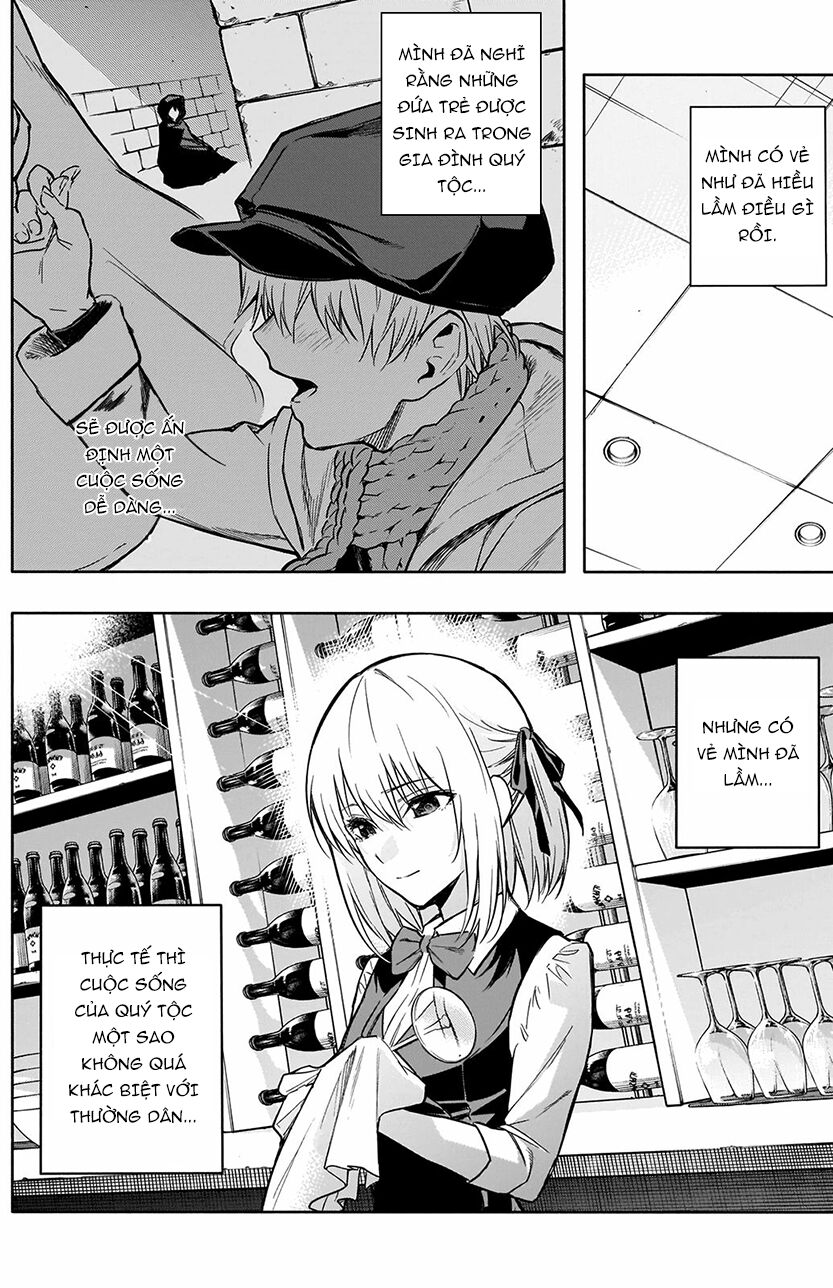 MÌNH CÓ VẺ
NHƯ ĐÃ HIỂU
LẦM ĐIỀU GÌ
RỒI.
MÌNH ĐÃ NGHĨ
RẰNG NHỮNG
ĐỨA TRẺ ĐƯỢC
SINH RA TRONG
GIA ĐÌNH QUÝ
TỘC...
SẼ ĐƯỢC ẤN
ĐỊNH MỘT
CUỘC SỐNG
DỄ DÀNG...
NHƯNG CÓ
VẺ MÌNH ĐÃ
LẦM...
THỰC TẾ THÌ
CUỘC SỐNG
CỦA QUÝ TỘC
MỘT SAO
KHÔNG QUÁ
KHÁC BIỆT VỚI
THƯỜNG DÂN...